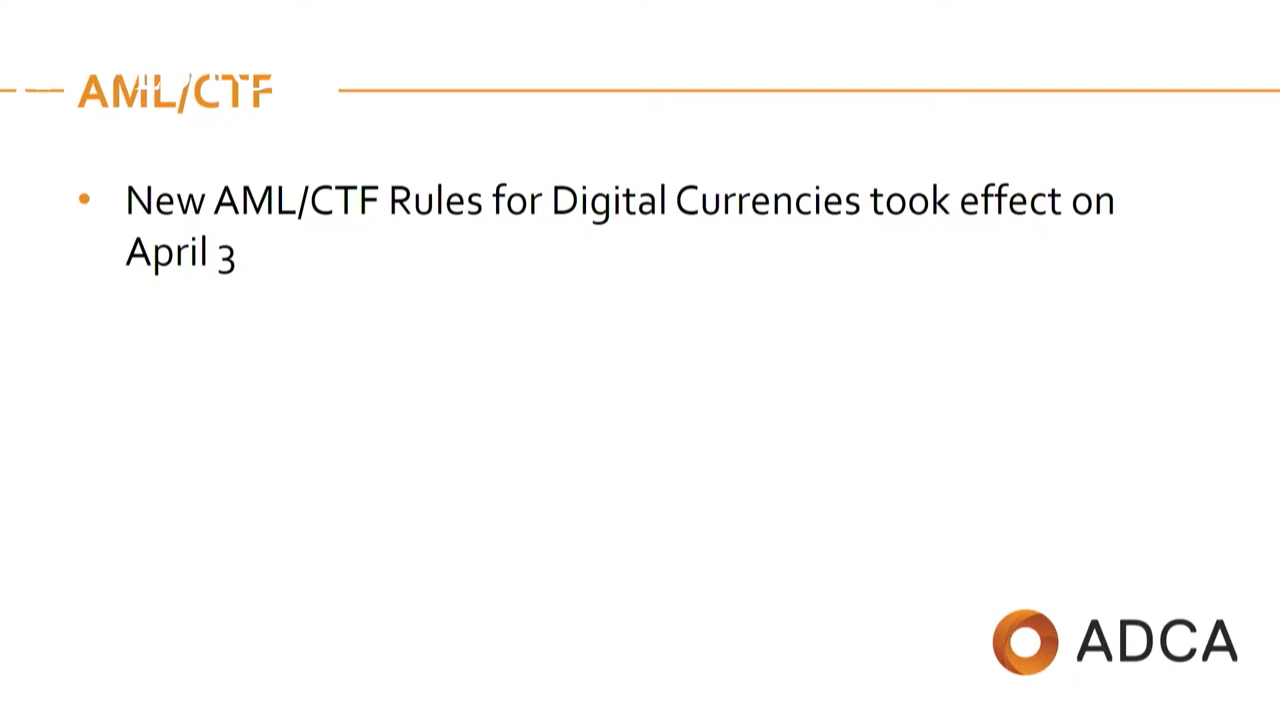 AML/CTF
• New AML/CTF Rules for Digital Currencies took effect on
April 3
ADCA